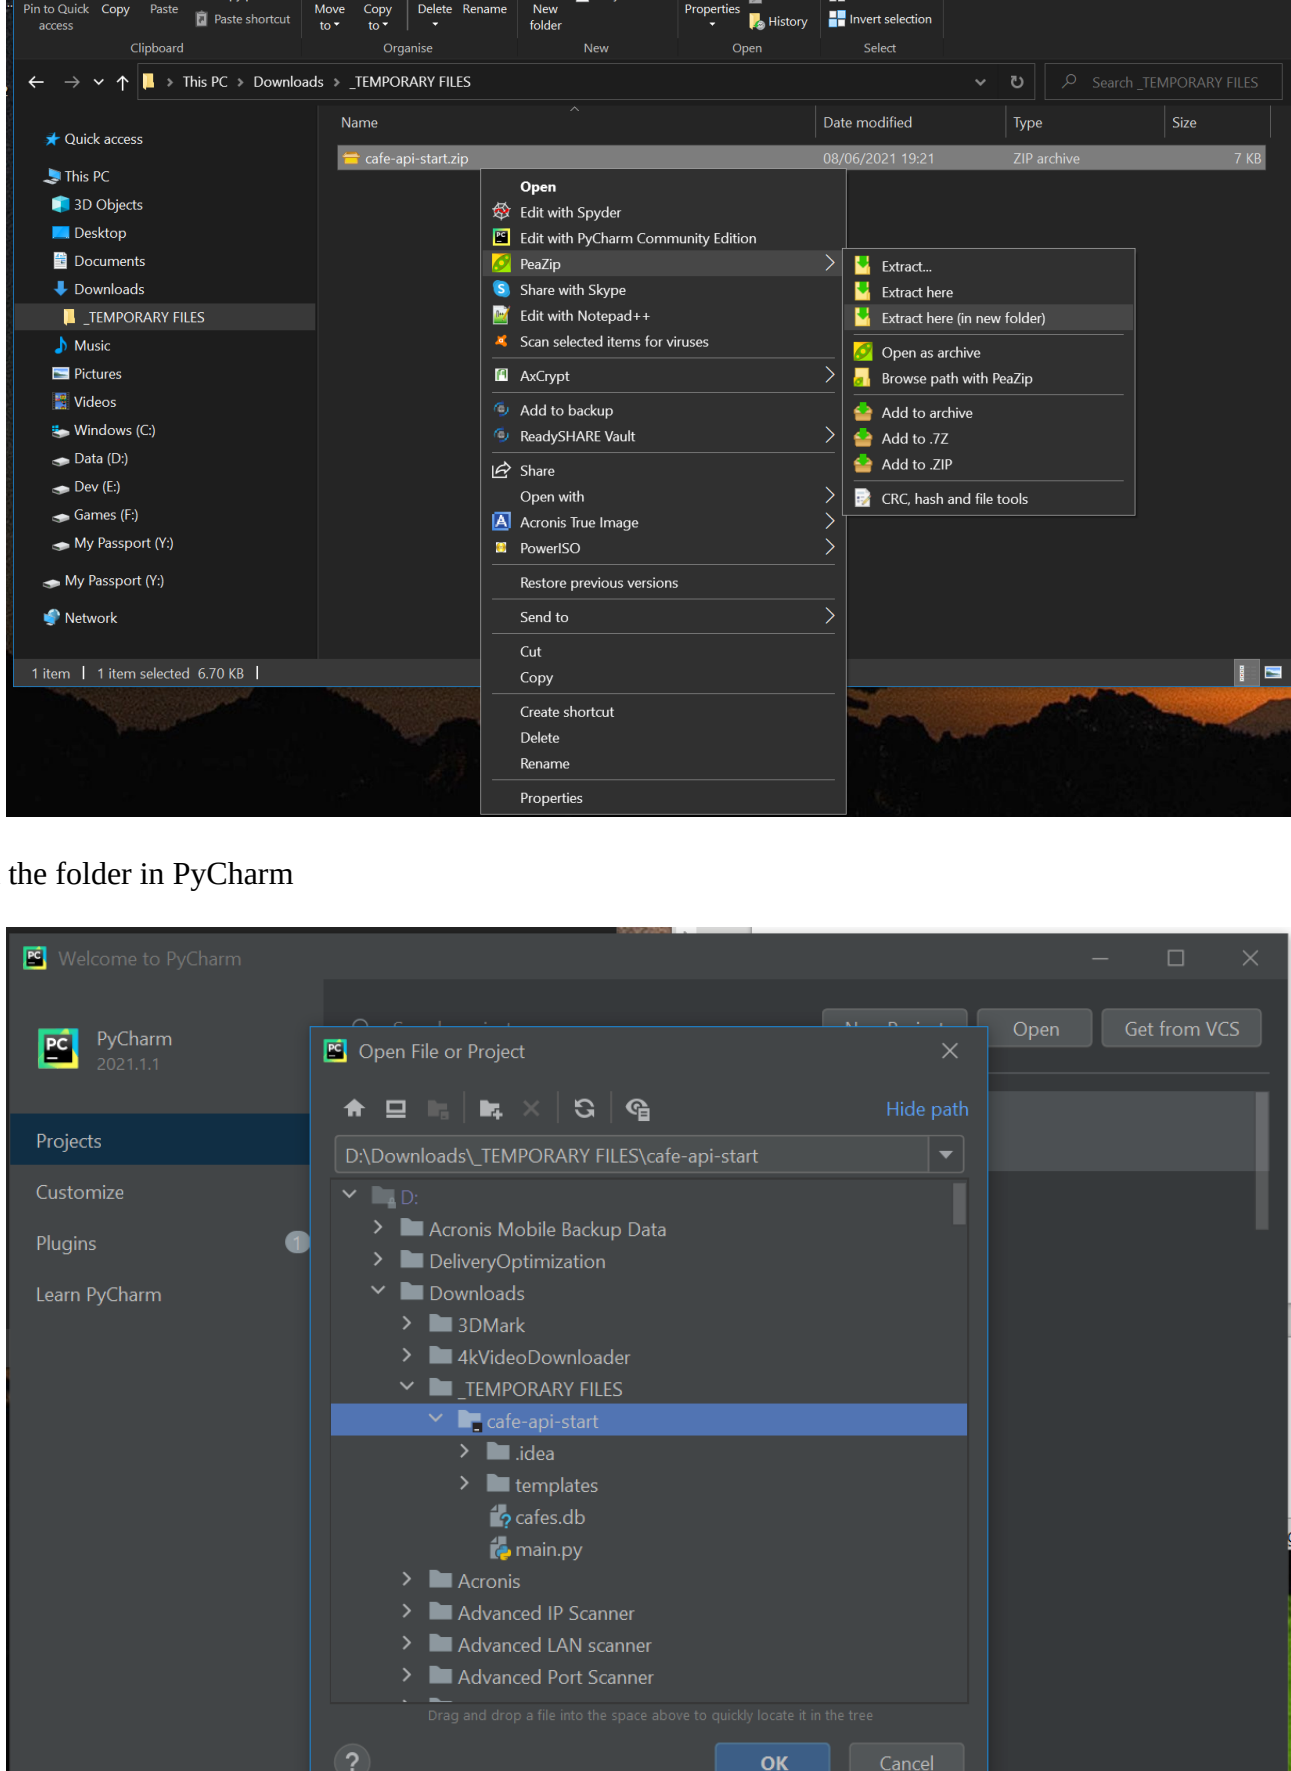 Pin to Quick access
Copy
Paste
Paste shortcut
Move to
Copy to
Delete
Rename
New folder
Properties
History
Invert selection
Clipboard
Organise
New
Open
Select
This PC > Downloads > _TEMPORARY FILES
Search _TEMPORARY FILES
Name
Date modified
Type
Size
cafe-api-start.zip
08/06/2021 19:21
ZIP archive
7 KB
Quick access
This PC
3D Objects
Desktop
Documents
Downloads
_TEMPORARY FILES
Music
Pictures
Videos
Windows (C:)
Data (D:)
Dev (E:)
Games (F:)
My Passport (Y:)
My Passport (Y:)
Network
1 item
1 item selected 6.70 KB
Open
Edit with Spyder
Edit with PyCharm Community Edition
PeaZip
Share with Skype
Edit with Notepad++
Scan selected items for viruses
AxCrypt
Add to backup
ReadySHARE Vault
Share
Open with
Acronis True Image
PowerISO
Restore previous versions
Send to
Cut
Copy
Create shortcut
Delete
Rename
Properties
Extract...
Extract here
Extract here (in new folder)
Open as archive
Browse path with PeaZip
Add to archive
Add to .7Z
Add to .ZIP
CRC, hash and file tools
the folder in PyCharm
Welcome to PyCharm
PyCharm
2021.1.1
Open
Get from VCS
Projects
Customize
Plugins
1
Learn PyCharm
Open File or Project
Hide path
D:\Downloads\_TEMPORARY FILES\cafe-api-start
D:
Acronis Mobile Backup Data
DeliveryOptimization
Downloads
3DMark
4kVideoDownloader
_TEMPORARY FILES
cafe-api-start
.idea
templates
cafes.db
main.py
Acronis
Advanced IP Scanner
Advanced LAN scanner
Advanced Port Scanner
Drag and drop a file into the space above to quickly locate it in the tree
?
OK
Cancel